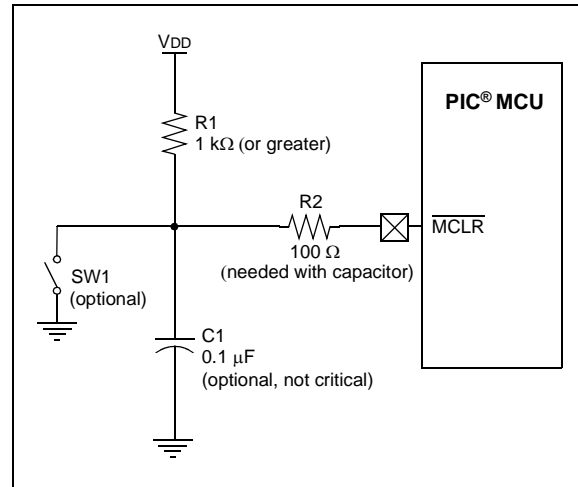 VDD
PIC® MCU
R1
1 kΩ (or greater)
R2
MCLR
100 Ω
(needed with capacitor)
SW1
(optional)
C1
0.1 μF
(optional, not critical)